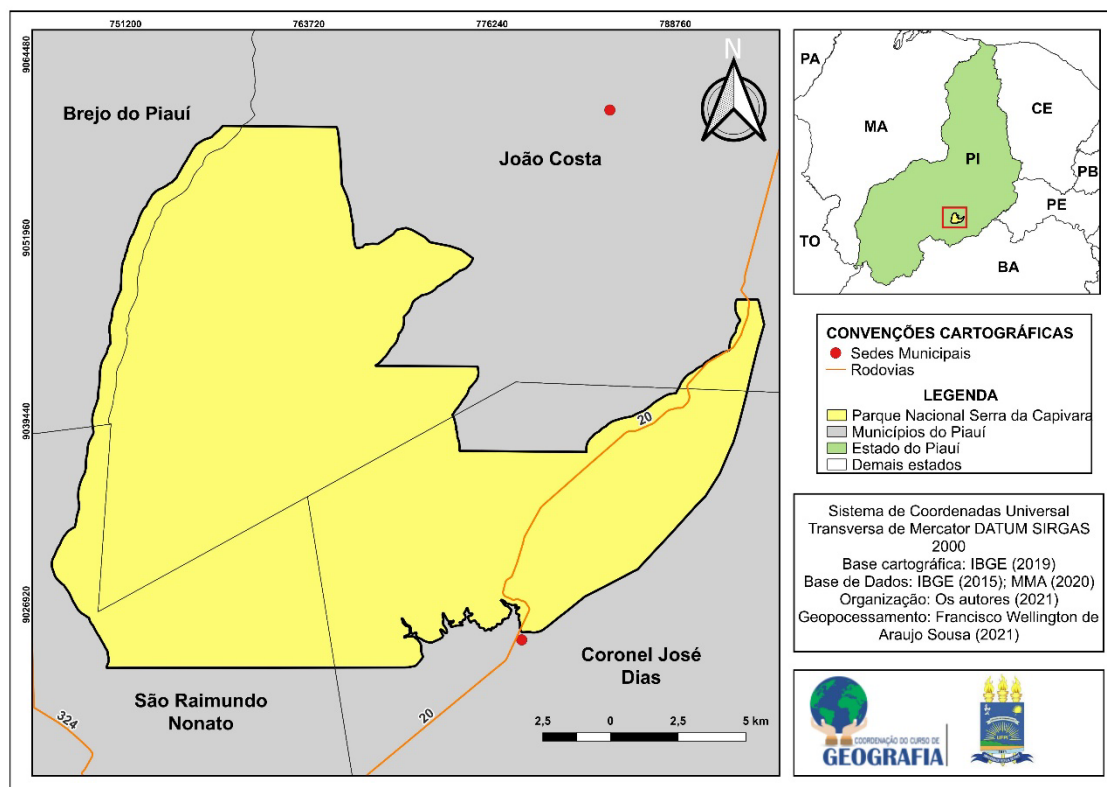 751200
763720
776240
788760
9064480
9051960
9039440
9026920
N
Brejo do Piauí
João Costa
20
Coronel José
Dias
São Raimundo
Nonato
324
20
2,5 0 2,5 5 km
PA
MA
CE
PI
PB
PE
TO
BA
CONVENÇÕES CARTOGRÁFICAS
Sedes Municipais
Rodovias
LEGENDA
Parque Nacional Serra da Capivara
Municípios do Piauí
Estado do Piauí
Demais estados
Sistema de Coordenadas Universal
Transversa de Mercator DATUM SIRGAS
2000
Base cartográfica: IBGE (2019)
Base de Dados: IBGE (2015); MMA (2020)
Organização: Os autores (2021)
Geopocessamento: Francisco Wellington de
Araujo Sousa (2021)
COORDENAÇÃO DO CURSO DE
GEOGRAFIA
UFPI